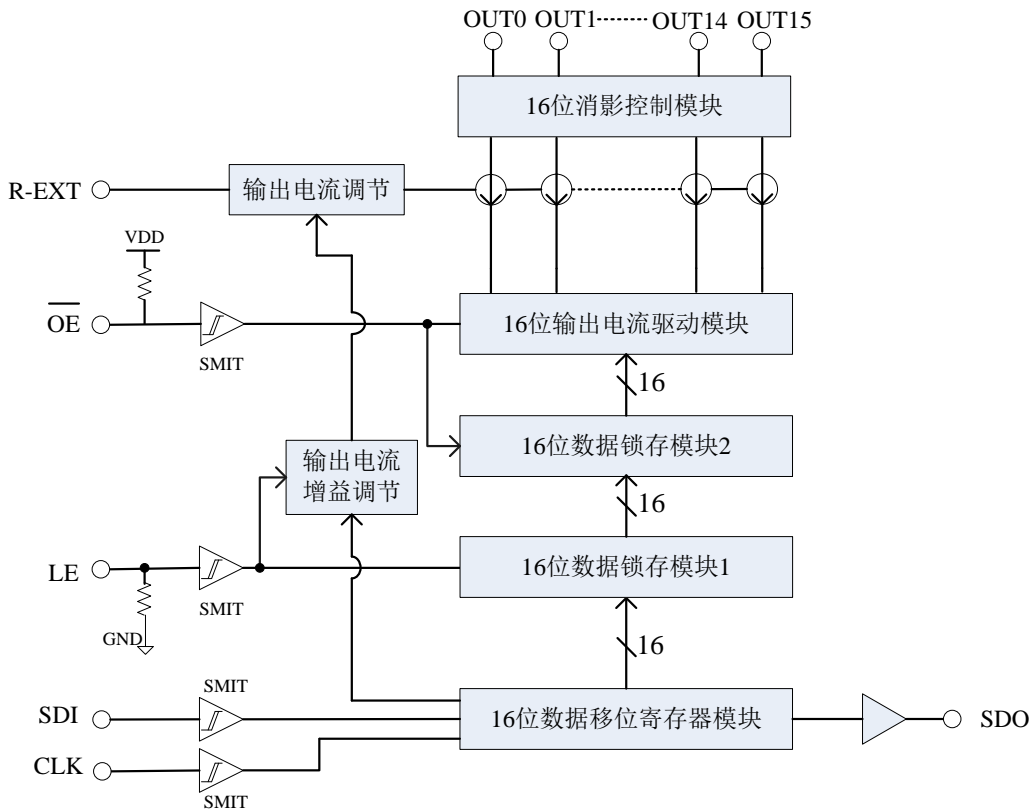 OUT0 OUT1 OUT14 OUT15
16位消影控制模块
R-EXT
输出电流调节
VDD
OE
SMIT
16位输出电流驱动模块
16
16位数据锁存模块2
输出电流
增益调节
16
LE
SMIT
16位数据锁存模块1
GND
16
SMIT
SDI
16位数据移位寄存器模块
SDO
CLK
SMIT